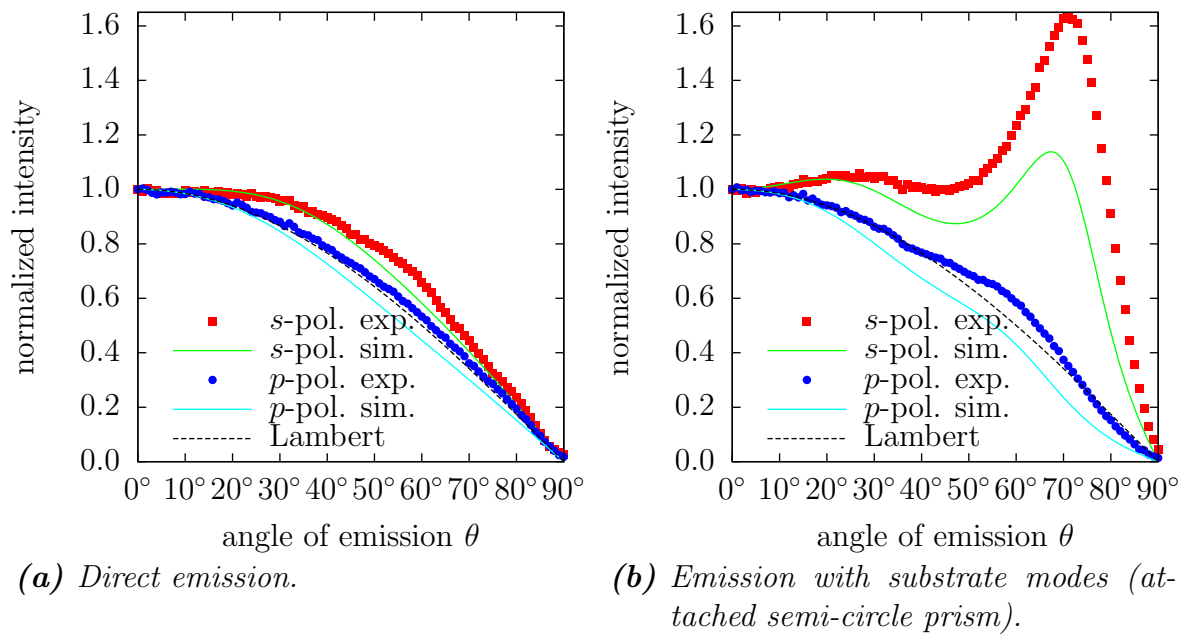 normalized intensity
1.6
1.4
1.2
1.0
0.8
0.6
0.4
0.2
0.0
s-pol. exp.
s-pol. sim.
p-pol. exp.
p-pol. sim.
Lambert
0° 10° 20° 30° 40° 50° 60° 70° 80° 90°
angle of emission θ
(a) Direct emission.
normalized intensity
1.6
1.4
1.2
1.0
0.8
0.6
0.4
0.2
0.0
s-pol. exp.
s-pol. sim.
p-pol. exp.
p-pol. sim.
Lambert
0° 10° 20° 30° 40° 50° 60° 70° 80° 90°
angle of emission θ
(b) Emission with substrate modes (at-
tached semi-circle prism).